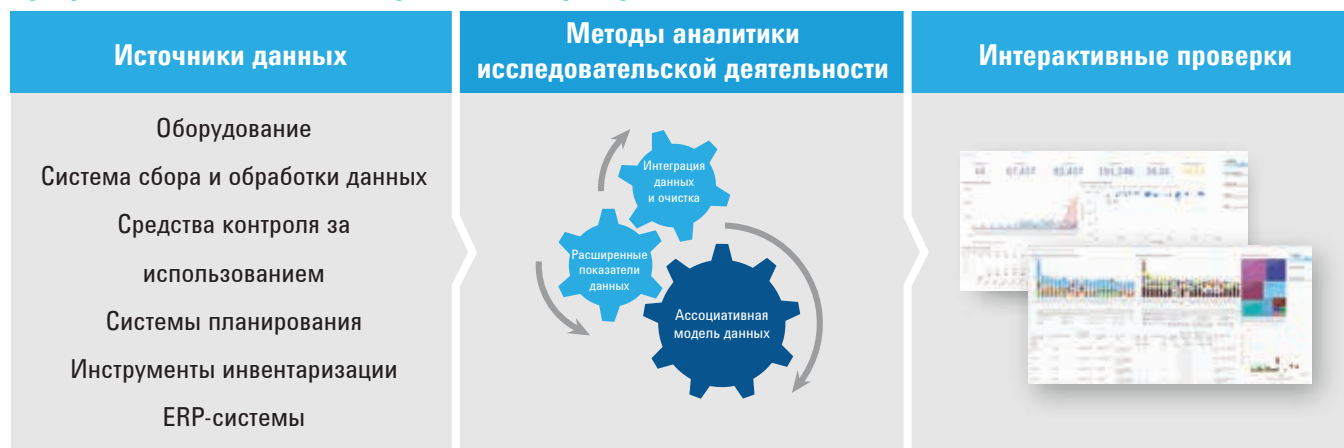 Источники данных
Оборудование
Система сбора и обработки данных
Средства контроля за
использованием
Системы планирования
Инструменты инвентаризации
ERP-системы
Методы аналитики
исследовательской деятельности
Интеграция
данных
и очистка
Расширенные
показатели
данных
Ассоциативная
модель данных
Интерактивные проверки